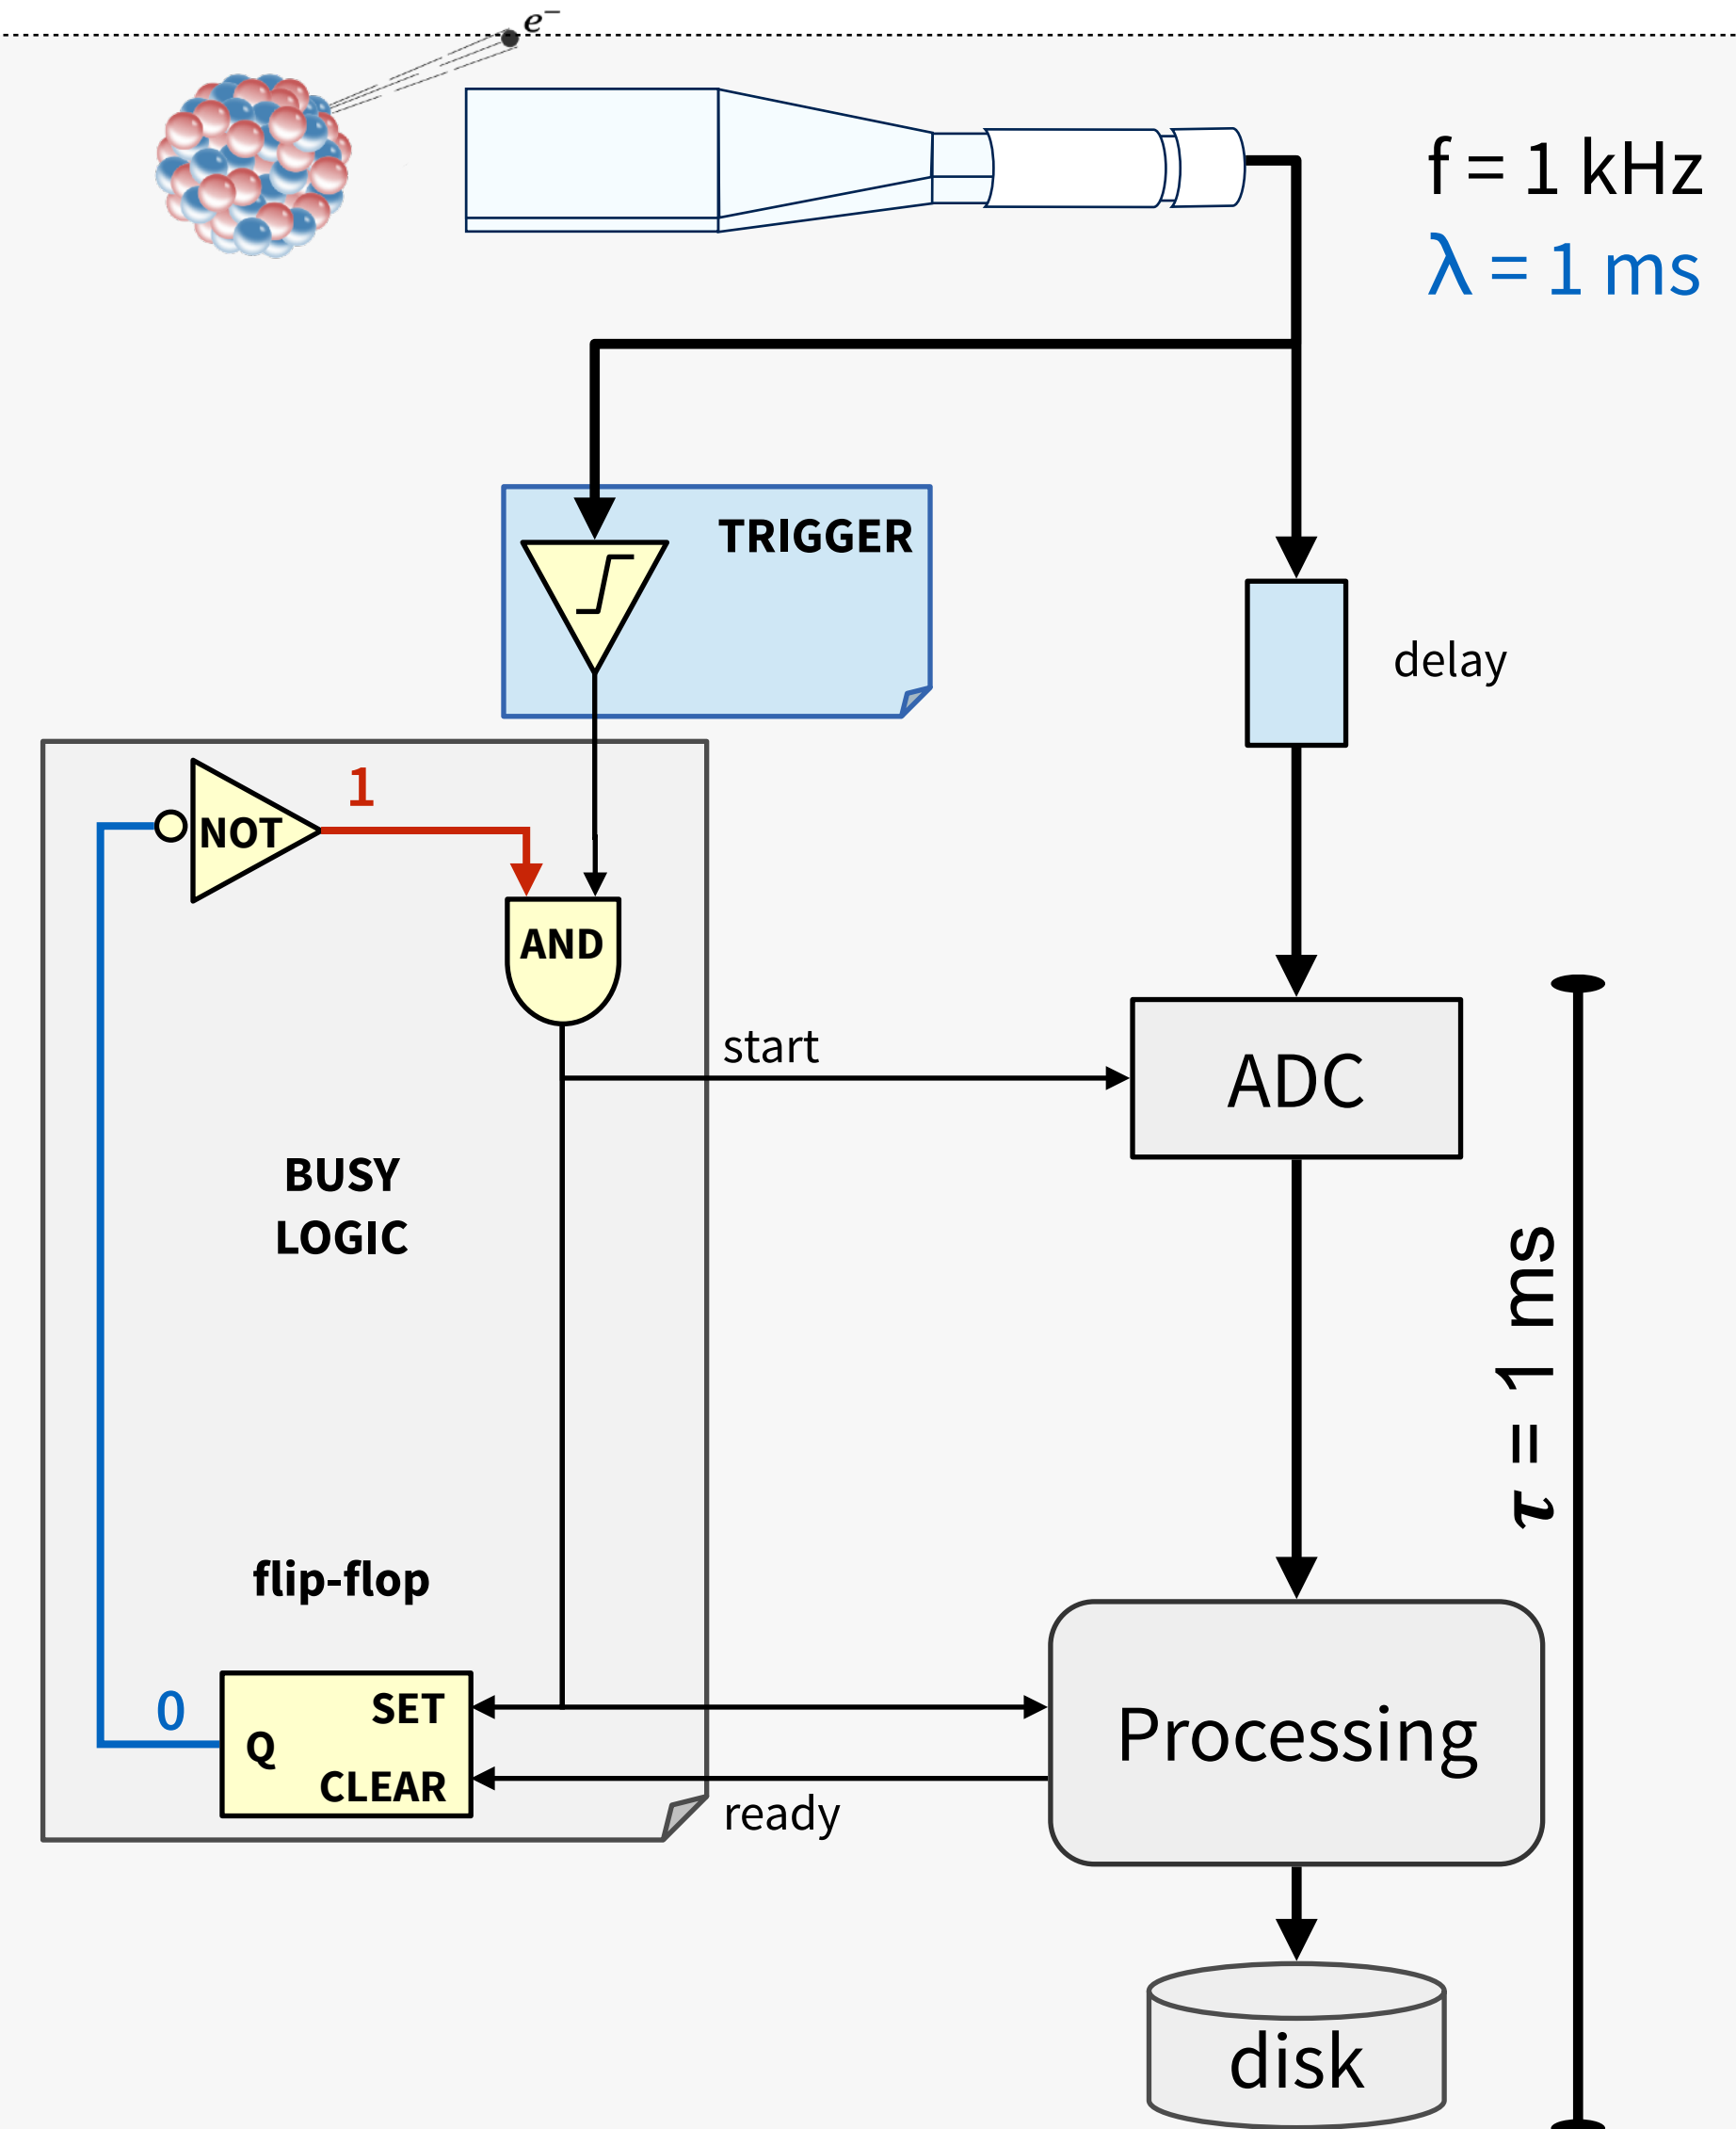 e⁻
f = 1 kHz
λ = 1 ms
TRIGGER
delay
1
NOT
AND
start
ADC
BUSY
LOGIC
τ = 1 ms
flip-flop
0
SET
Q
CLEAR
Processing
ready
disk